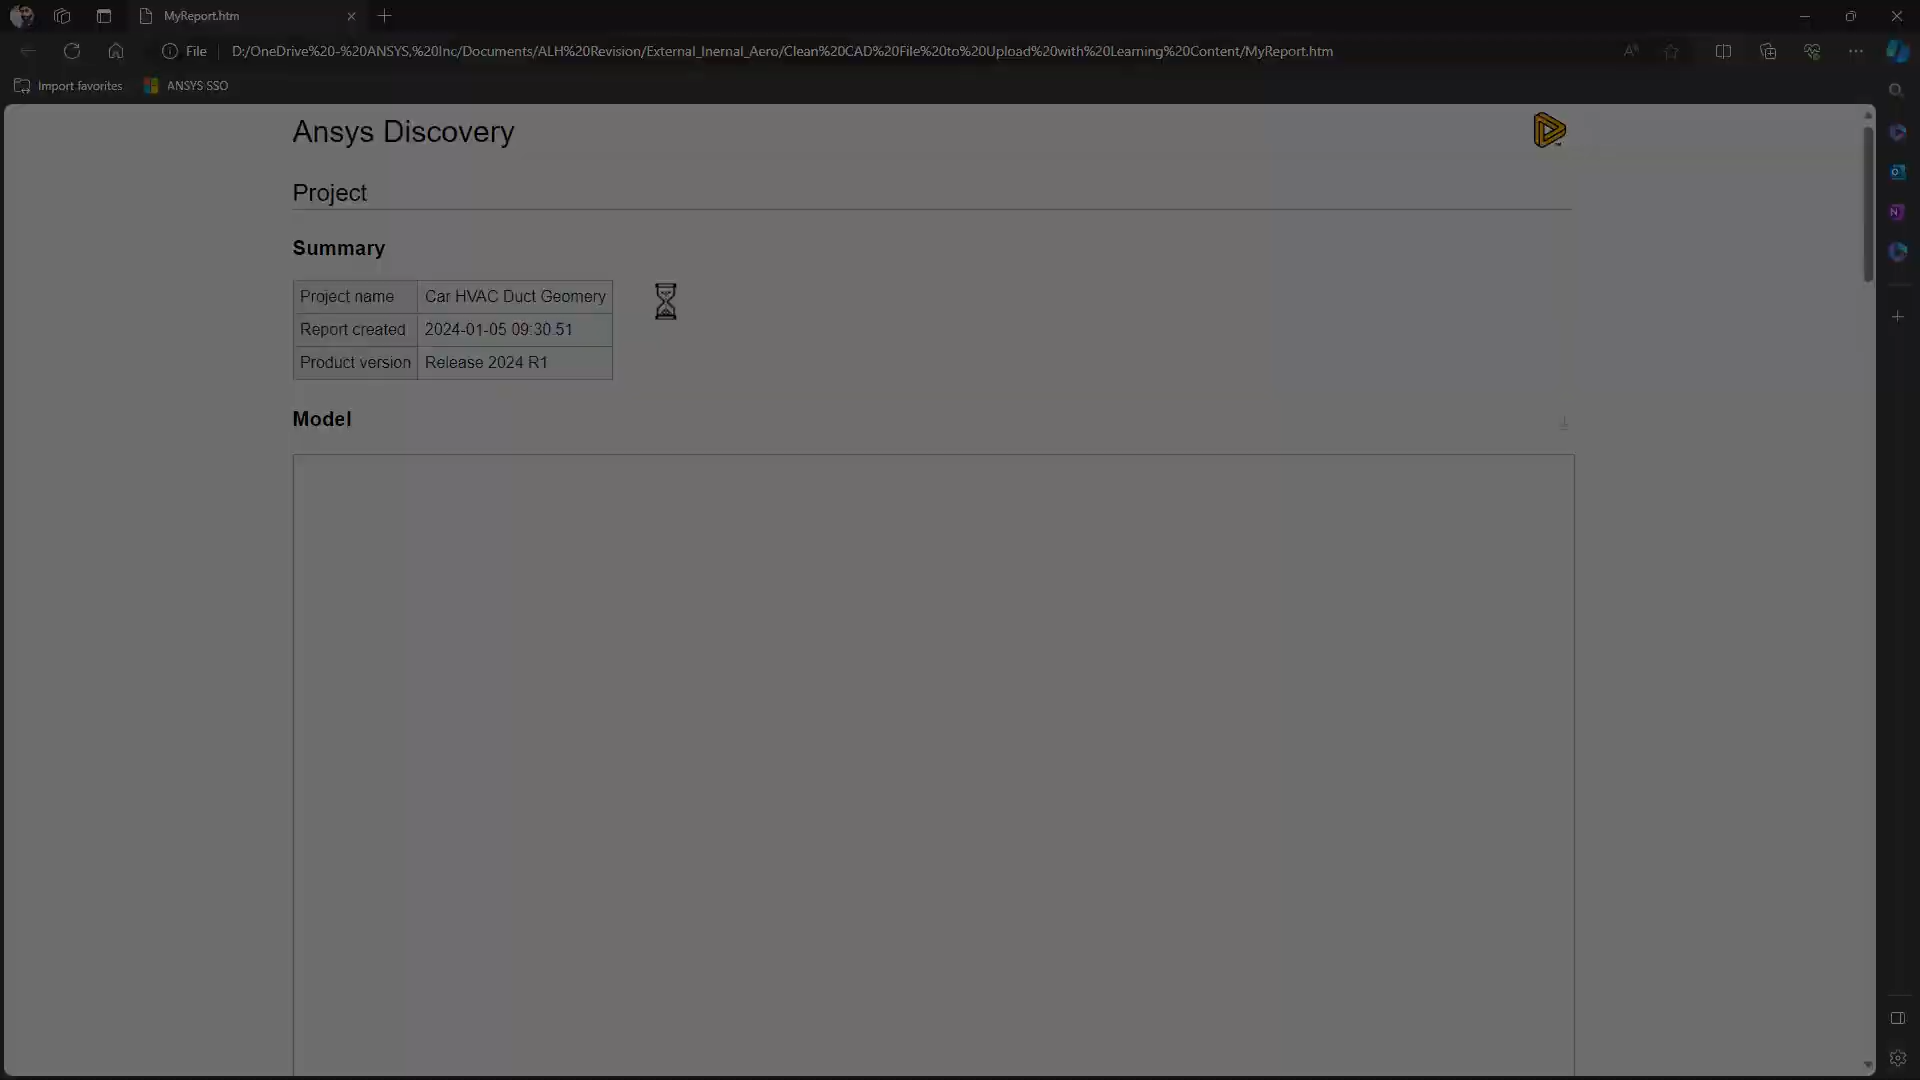 MyReport.htm
File
D:/OneDrive%20-%20ANSYS,%20Inc/Documents/ALH%20Revision/External_Inernal_Aero/Clean%20CAD%20File%20to%20Upload%20with%20Learning%20Content/MyReport.htm
Import favorites
ANSYS SSO
Ansys Discovery
Project
Summary
Project name Car HVAC Duct Geomery
Report created 2024-01-05 09:30:51
Product version Release 2024 R1
Model